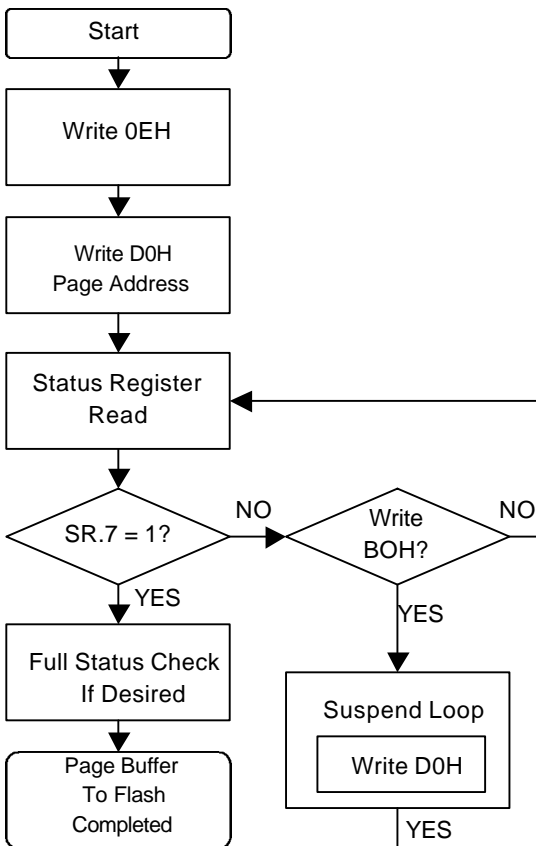 Start
Write 0EH
Write D0H
Page Address
Status Register
Read
SR.7 = 1?
NO
Write
BOH?
NO
YES
YES
Full Status Check
If Desired
Suspend Loop
Write D0H
Page Buffer
To Flash
Completed
YES